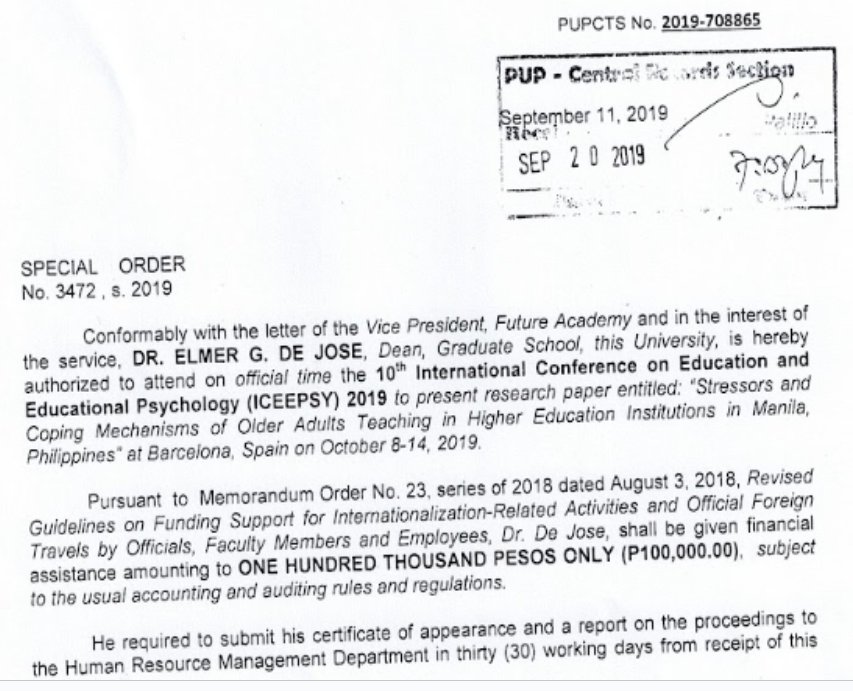 PUPCTS No. 2019-708865
PUP - Central Records Section
September 11, 2019
SEP 20 2019
SPECIAL ORDER
No. 3472 , s. 2019
Conformably with the letter of the Vice President, Future Academy and in the interest of
the service, DR. ELMER G. DE JOSE, Dean, Graduate School, this University, is hereby
authorized to attend on official time the 10th International Conference on Education and
Educational Psychology (ICEEPSY) 2019 to present research paper entitled: "Stressors and
Coping Mechanisms of Older Adults Teaching in Higher Education Institutions in Manila,
Philippines" at Barcelona, Spain on October 8-14, 2019.
Pursuant to Memorandum Order No. 23, series of 2018 dated August 3, 2018, Revised
Guidelines on Funding Support for Internationalization-Related Activities and Official Foreign
Travels by Officials, Faculty Members and Employees, Dr. De Jose, shall be given financial
assistance amounting to ONE HUNDRED THOUSAND PESOS ONLY (P100,000.00), subject
to the usual accounting and auditing rules and regulations.
He required to submit his certificate of appearance and a report on the proceedings to
the Human Resource Management Department in thirty (30) working days from receipt of this